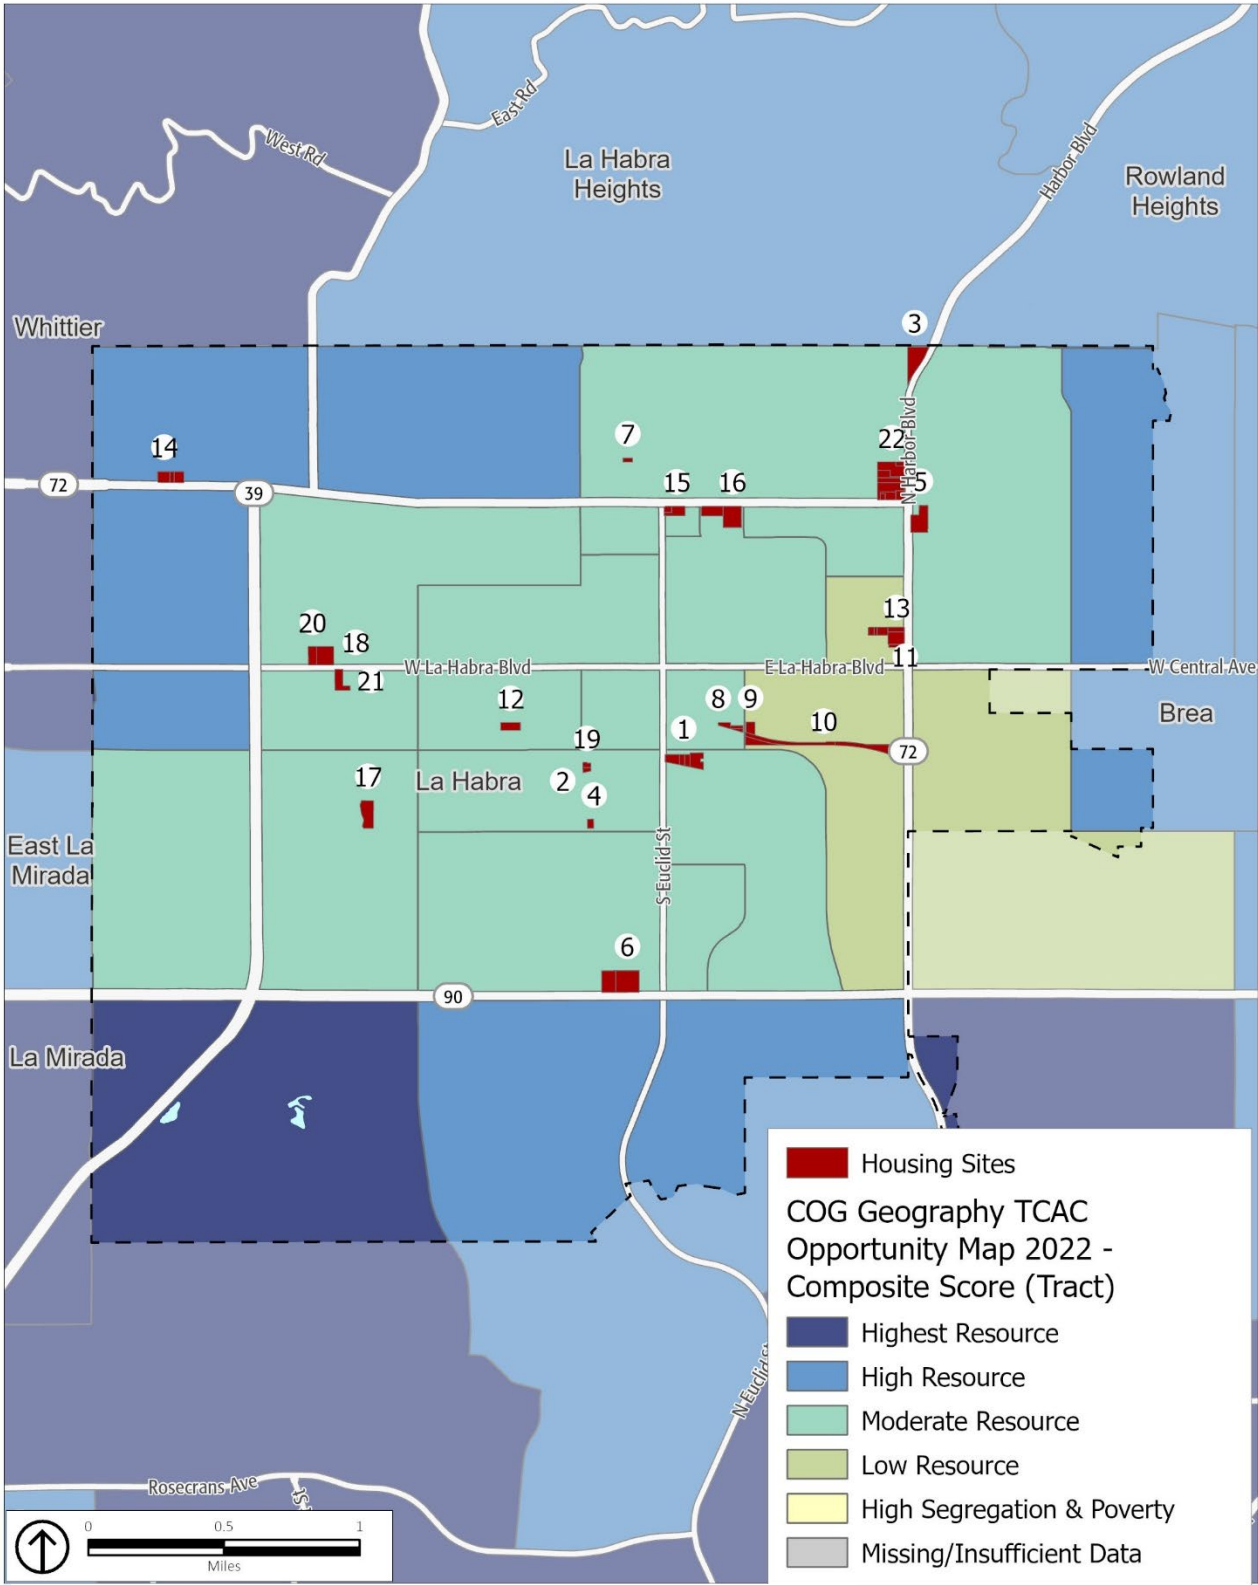 East Rd
West Rd
La Habra
Heights
Harbor Blvd
Rowland
Heights
Whittier
3
N Harbor Blvd
14
7
22
72
39
15
16
5
13
20
18
W La Habra Blvd
E La Habra Blvd
11
W Central Ave
21
12
8
9
10
Brea
1
19
72
17
La Habra
2
4
East La
Mirada
S Euclid St
6
90
La Mirada
Housing Sites
COG Geography TCAC
Opportunity Map 2022 -
Composite Score (Tract)
Highest Resource
High Resource
Moderate Resource
Low Resource
High Segregation & Poverty
Missing/Insufficient Data
N Euclid St
Rosecrans Ave
0 0.5 1
Miles